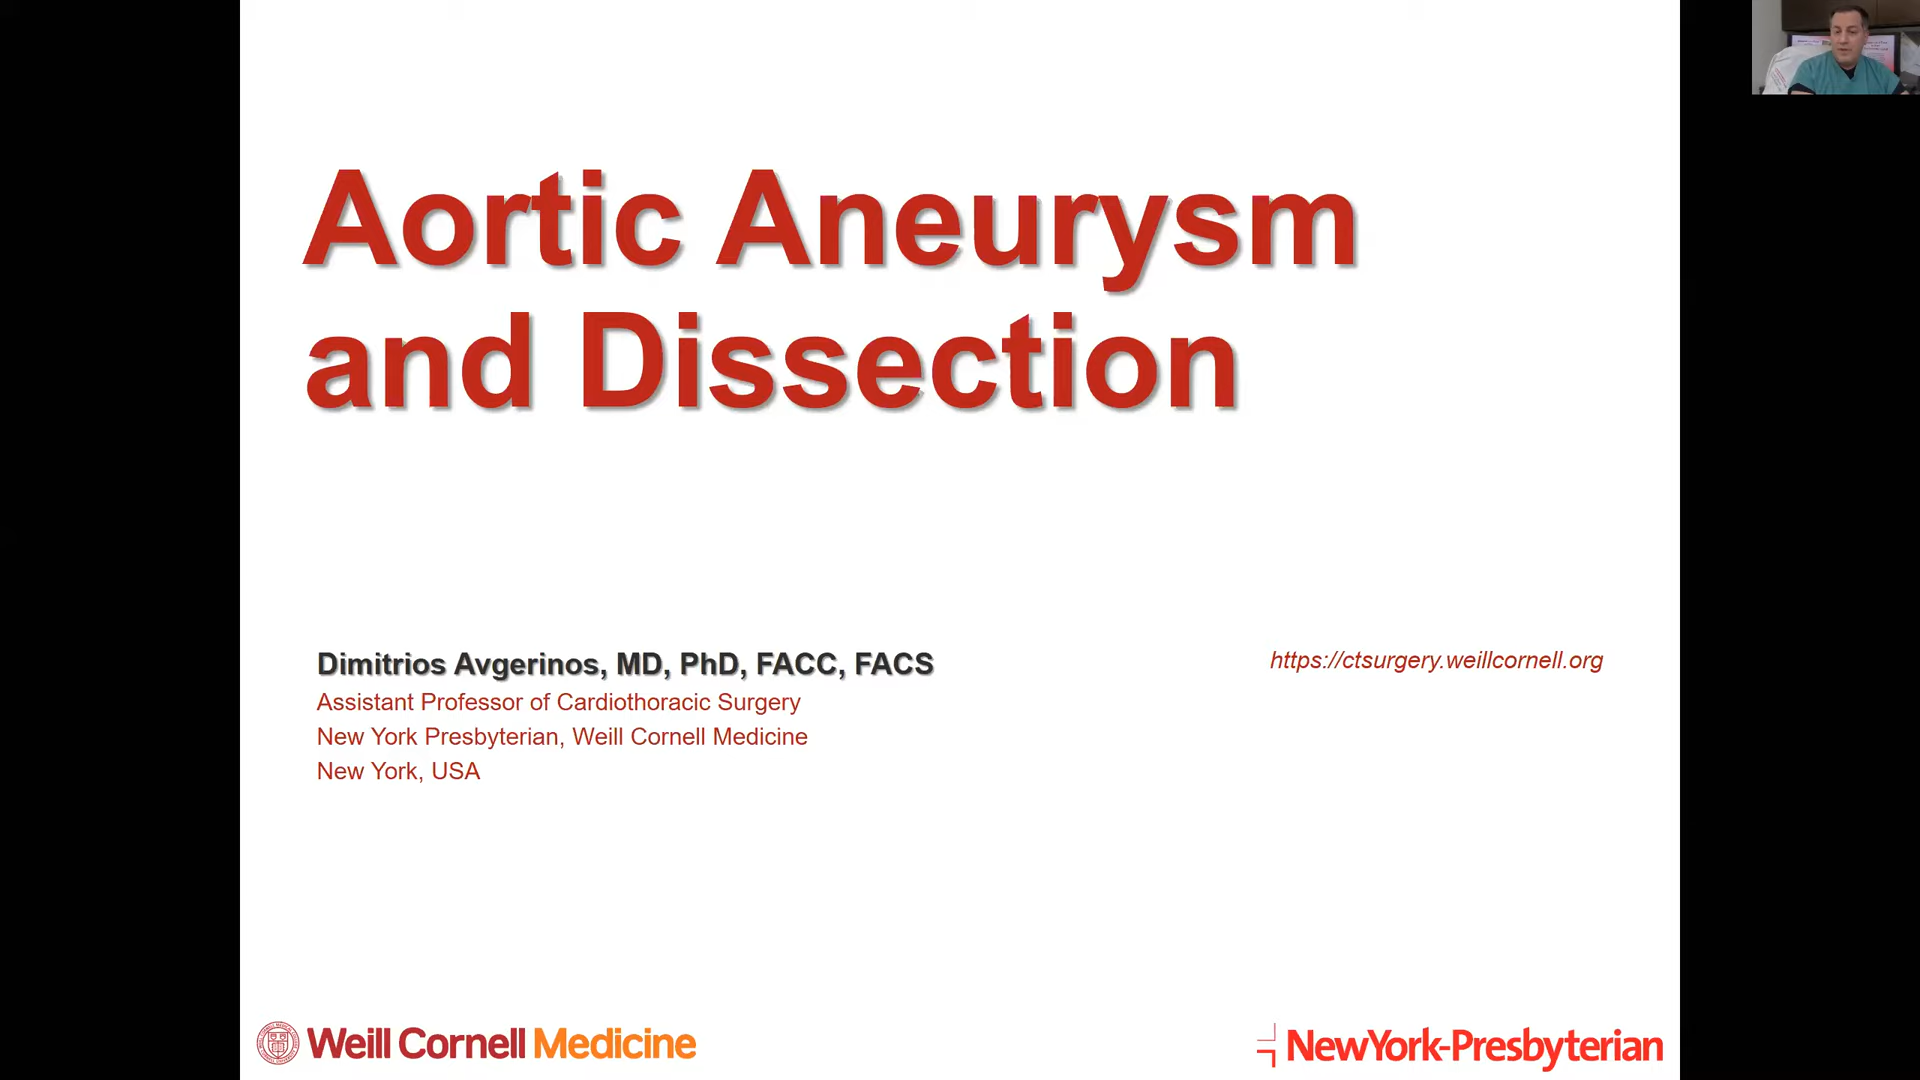 Aortic Aneurysm
and Dissection
Dimitrios Avgerinos, MD, PhD, FACC, FACS
Assistant Professor of Cardiothoracic Surgery
New York Presbyterian, Weill Cornell Medicine
New York, USA
https://ctsurgery.weillcornell.org
Weill Cornell Medicine
NewYork-Presbyterian